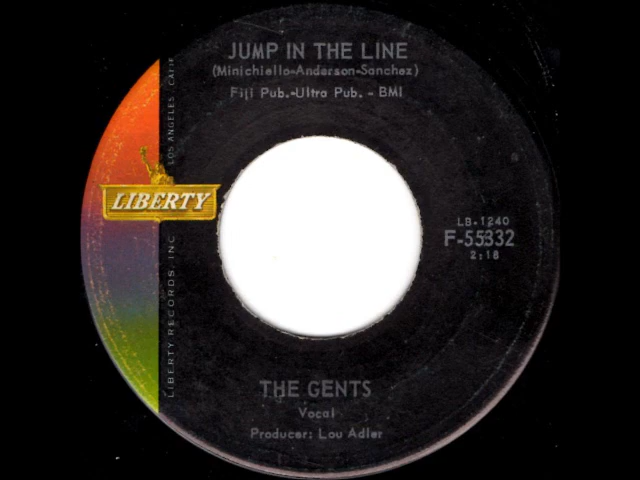 JUMP IN THE LINE
(Minichiello-Anderson-Sanchez)
Fiji Pub.-Ultra Pub. - BMI
LIBERTY
LIBERTY RECORDS, INC. LOS ANGELES - CALIF
LB-1240
F-55332
2:18
THE GENTS
Vocal
Producer: Lou Adler